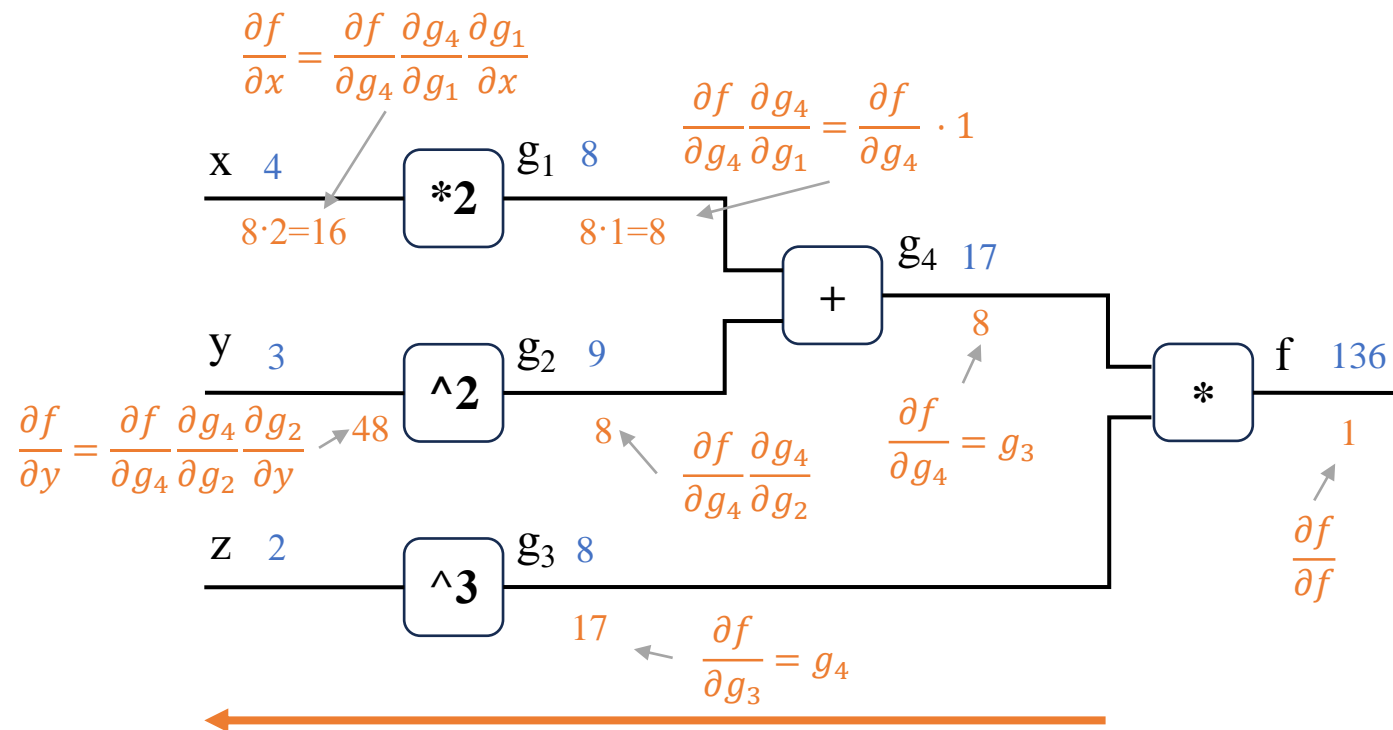 ∂f/∂x = ∂f/∂g₄ ∂g₄/∂g₁ ∂g₁/∂x
∂f/∂g₄ ∂g₄/∂g₁ = ∂f/∂g₄ · 1
x 4
*2
g₁ 8
8·2=16
8·1=8
g₄ 17
+
8
y 3
^2
g₂ 9
f 136
*
∂f/∂y = ∂f/∂g₄ ∂g₄/∂g₂ ∂g₂/∂y
48
8
∂f/∂g₄ ∂g₄/∂g₂
∂f/∂g₄ = g₃
1
∂f/∂f
z 2
^3
g₃ 8
17
∂f/∂g₃ = g₄